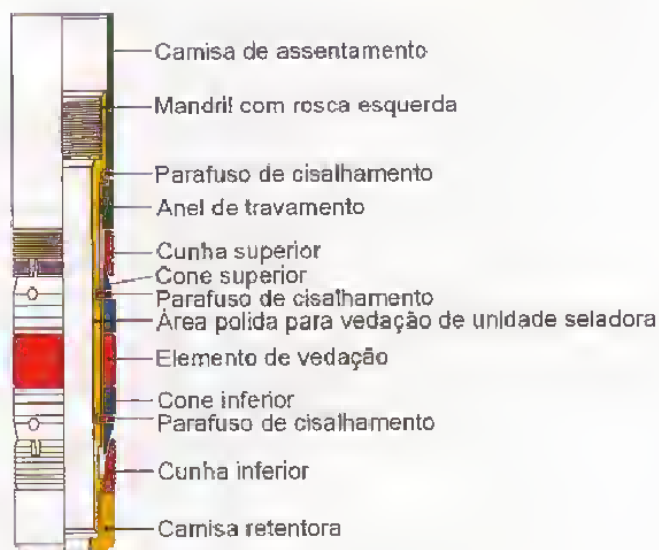 Camisa de assentamento
Mandril com rosca esquerda
Parafuso de cisalhamento
Anel de travamento
Cunha superior
Cone superior
Parafuso de cisalhamento
Área polida para vedação de unidade seladora
Elemento de vedação
Cone inferior
Parafuso de cisalhamento
Cunha inferior
Camisa retentora